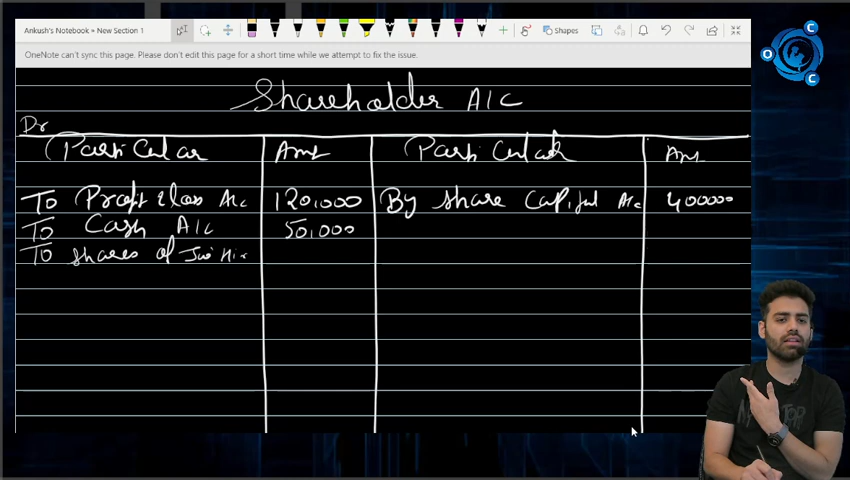 Ankush's Notebook > New Section 1
Shapes
OneNote can't sync this page. Please don't edit this page for a short time while we attempt to fix the issue.
C
O
C
Shareholder A/C
Dr
Particular Amt Particular Amt
To Profit & loss A/c 120,000 By Share Capital A/c 400000
To Cash A/C 50,000
To Shares of